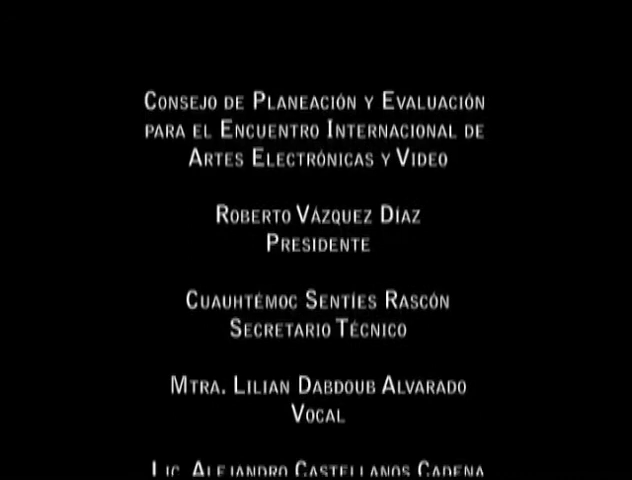 Consejo de Planeación y Evaluación
para el Encuentro Internacional de
Artes Electrónicas y Video
Roberto Vázquez Díaz
Presidente
Cuauhtémoc Sentíes Rascón
Secretario Técnico
Mtra. Lilian Dabdoub Alvarado
Vocal
Lic. Alejandro Castellanos Cadena